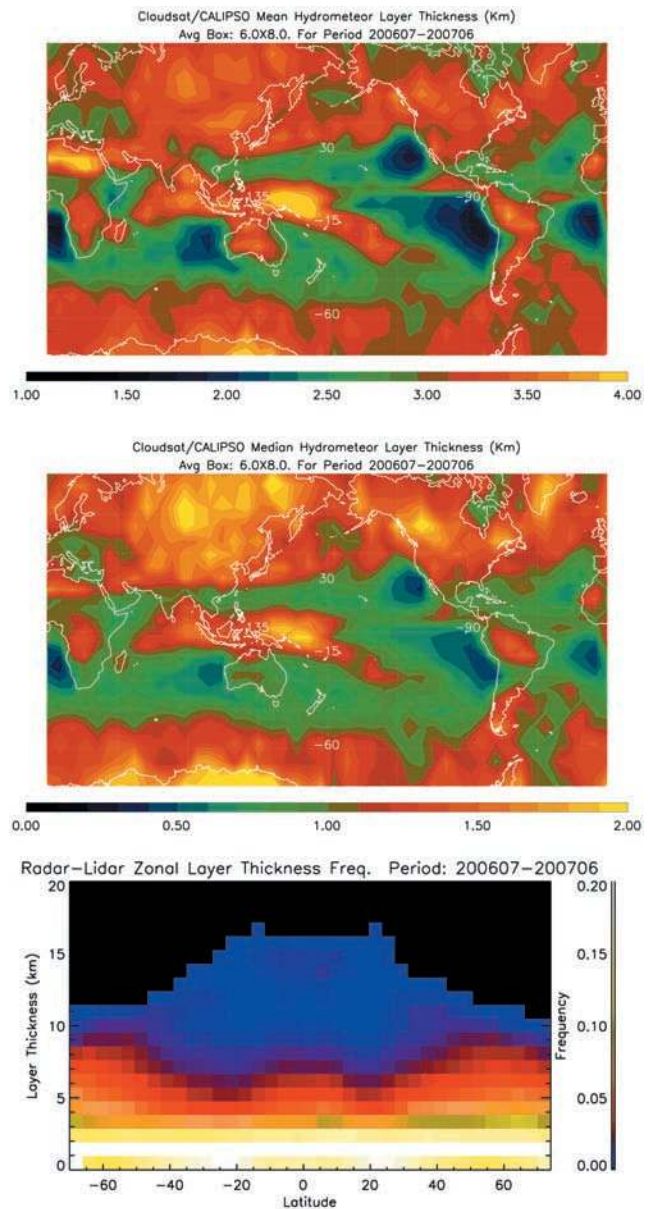 Cloudsat/CALIPSO Mean Hydrometeor Layer Thickness (Km)
Avg Box: 6.0X8.0. For Period 200607-200706
30
135
-90
-15
-60
1.00 1.50 2.00 2.50 3.00 3.50 4.00
Cloudsat/CALIPSO Median Hydrometeor Layer Thickness (Km)
Avg Box: 6.0X8.0. For Period 200607-200706
30
135
-90
-15
-60
0.00 0.50 1.00 1.50 2.00
Radar-Lidar Zonal Layer Thickness Freq. Period: 200607-200706
20
15
10
5
0
Layer Thickness (km)
-60 -40 -20 0 20 40 60
Latitude
0.20
0.15
0.10
0.05
0.00
Frequency